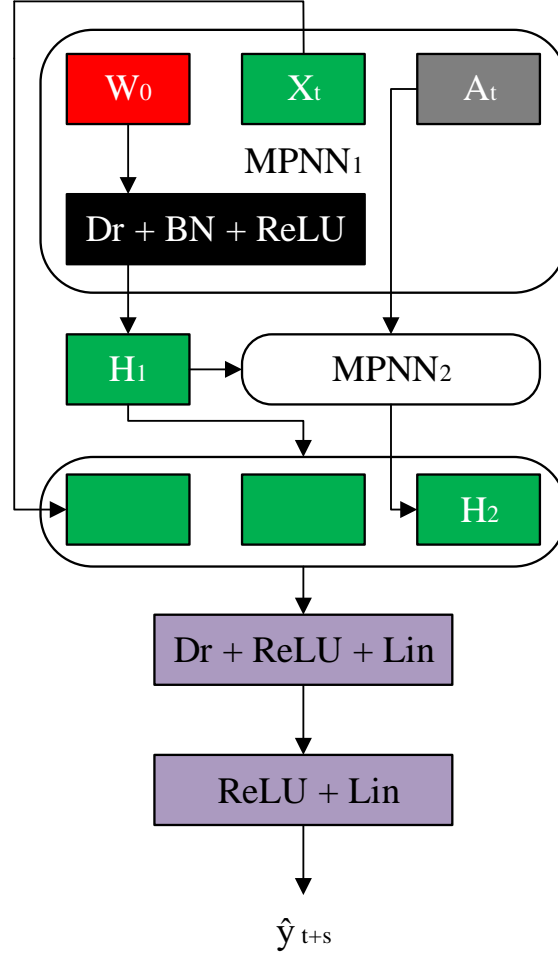 W₀ Xₜ Aₜ
MPNN₁
Dr + BN + ReLU
H₁ MPNN₂
H₂
Dr + ReLU + Lin
ReLU + Lin
ŷ t+s